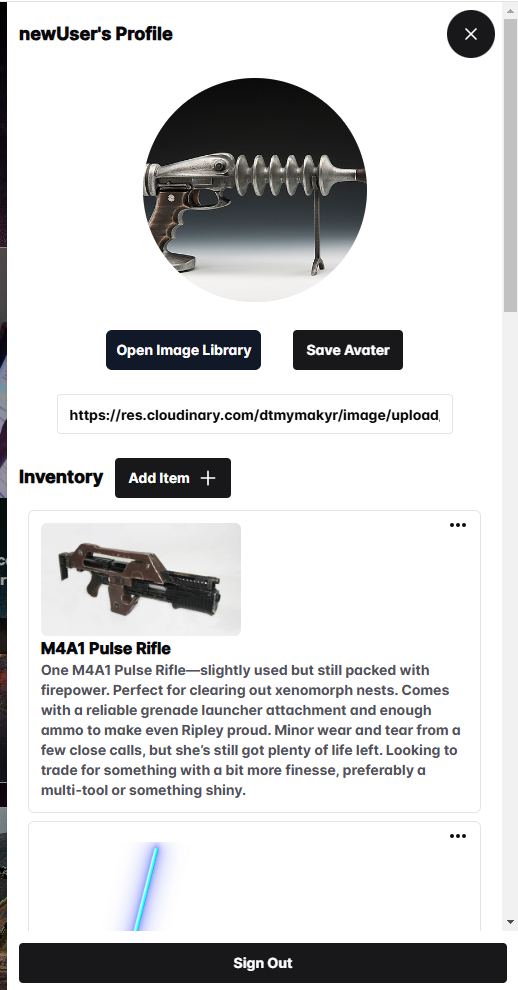 newUser's Profile
Open Image Library
Save Avater
https://res.cloudinary.com/dtmymakyr/image/upload
Inventory
Add Item
M4A1 Pulse Rifle
One M4A1 Pulse Rifle—slightly used but still packed with
firepower. Perfect for clearing out xenomorph nests. Comes
with a reliable grenade launcher attachment and enough
ammo to make even Ripley proud. Minor wear and tear from a
few close calls, but she’s still got plenty of life left. Looking to
trade for something with a bit more finesse, preferably a
multi-tool or something shiny.
Sign Out